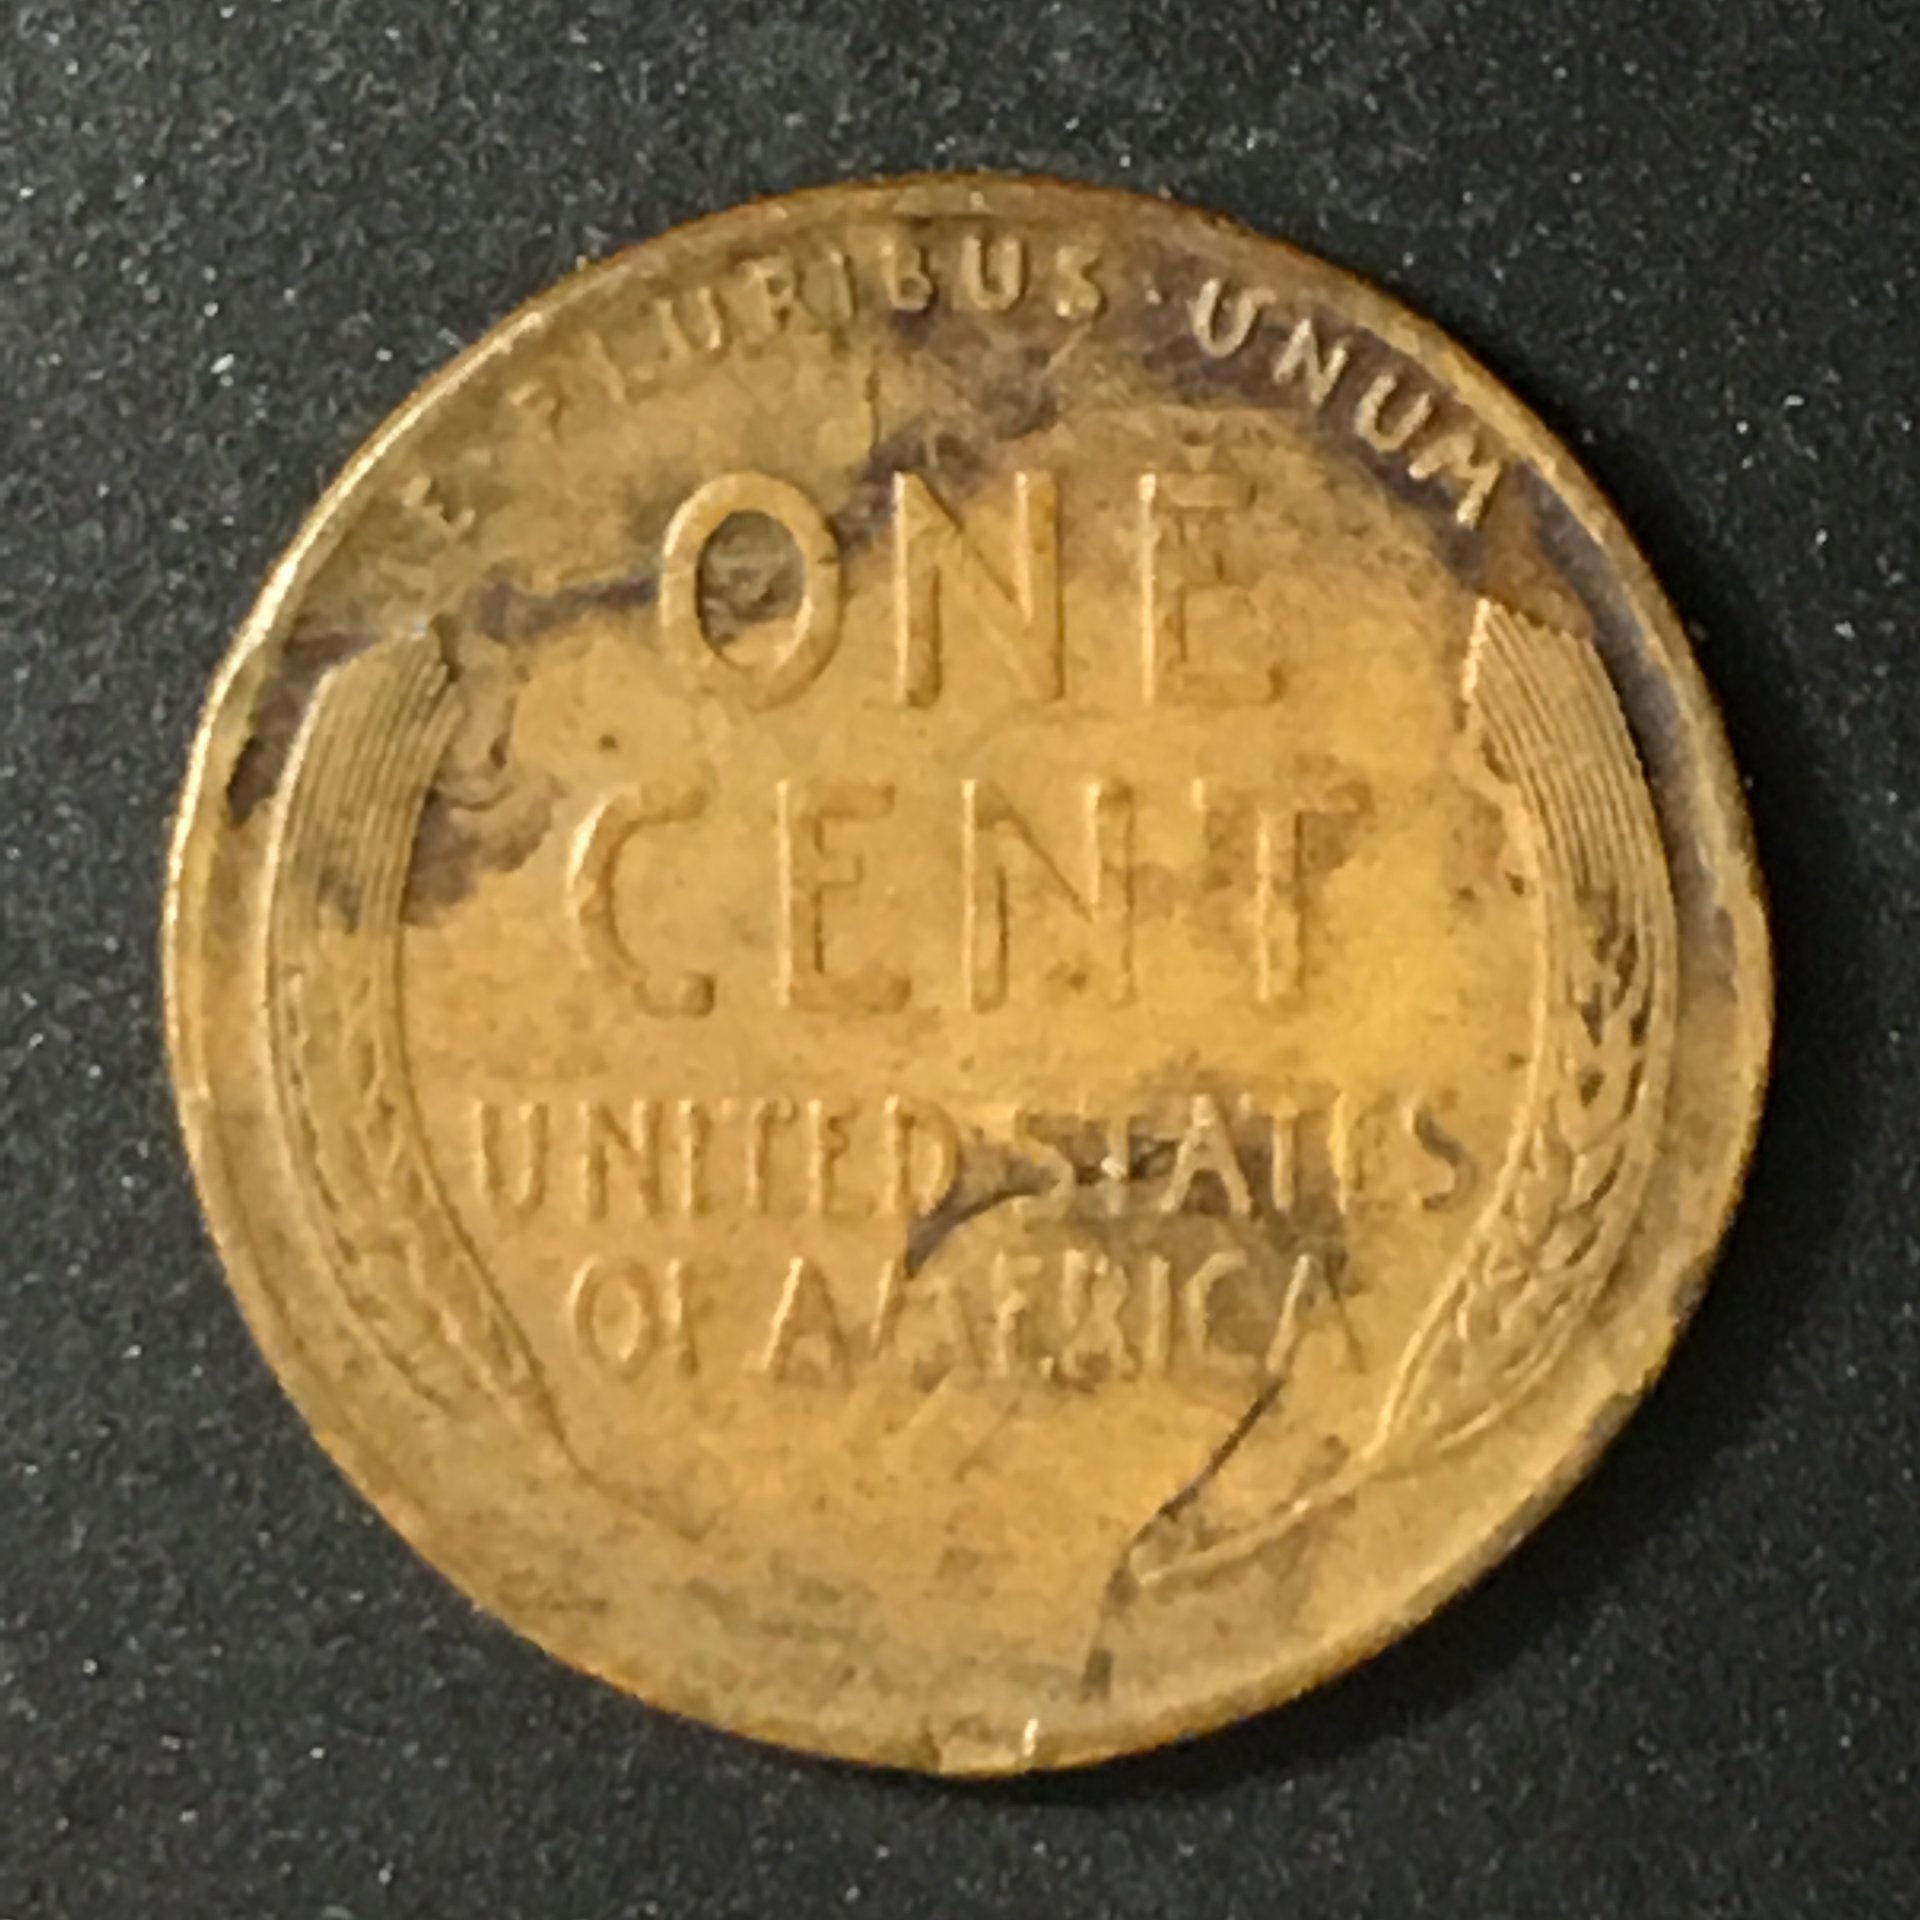 E · PLURIBUS · UNUM
ONE
CENT
UNITED STATES
OF AMERICA